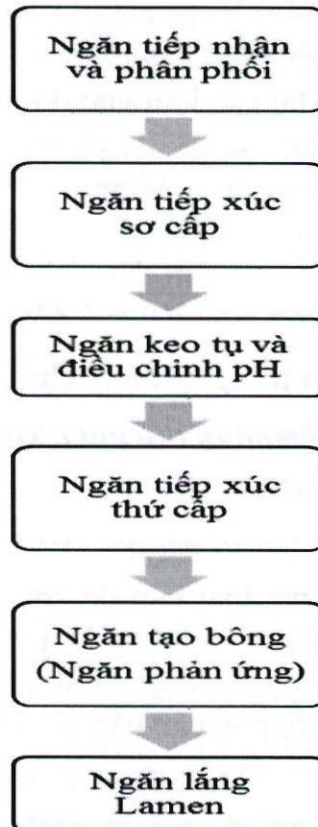 Ngăn tiếp nhận
và phân phối
Ngăn tiếp xúc
sơ cấp
Ngăn keo tụ và
điều chinh pH
Ngăn tiếp xúc
thứ cấp
Ngăn tạo bông
(Ngăn phản ứng)
Ngăn lắng
Lamen